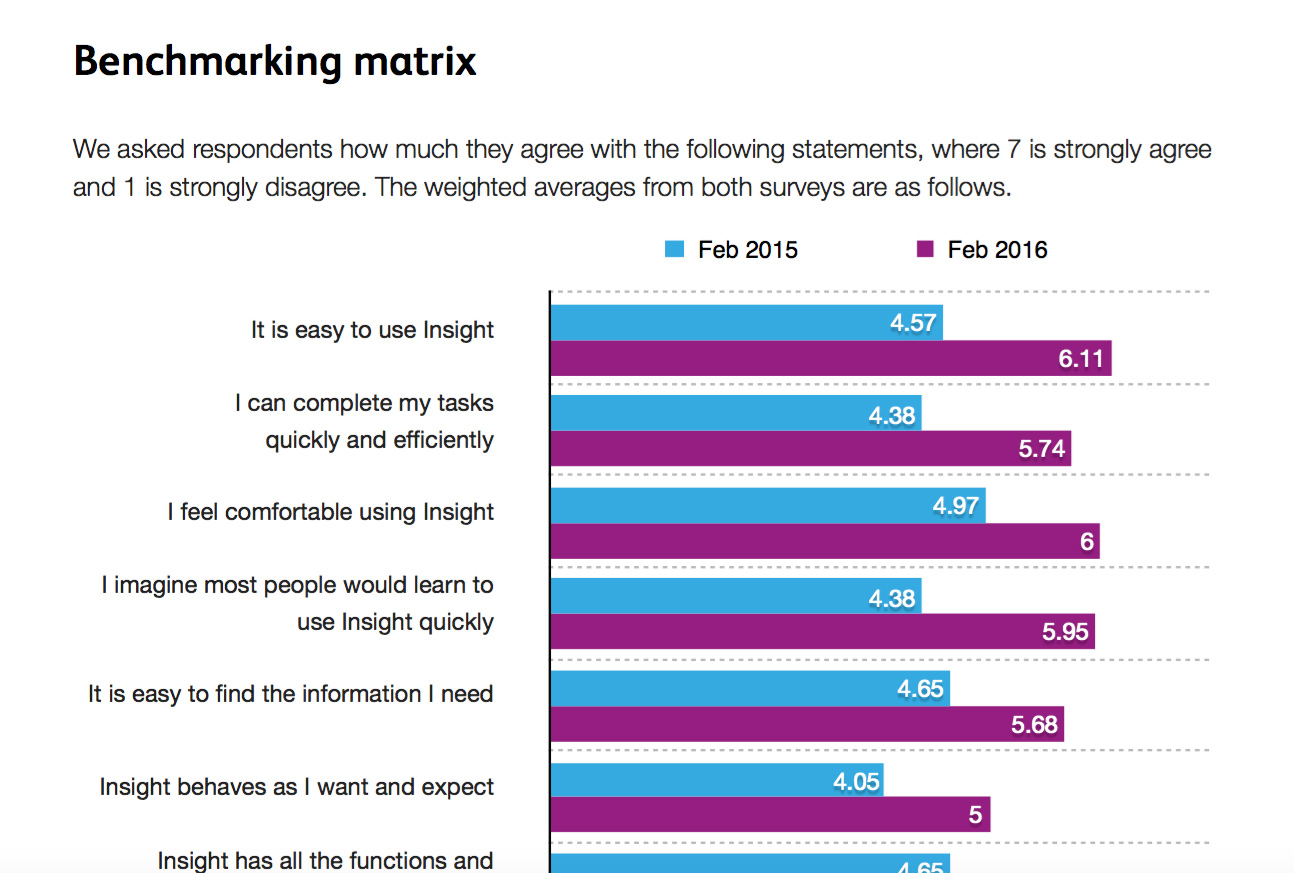 Benchmarking matrix
We asked respondents how much they agree with the following statements, where 7 is strongly agree
and 1 is strongly disagree. The weighted averages from both surveys are as follows.
Feb 2015 Feb 2016
It is easy to use Insight
4.57
6.11
I can complete my tasks
quickly and efficiently
4.38
5.74
I feel comfortable using Insight
4.97
6
I imagine most people would learn to
use Insight quickly
4.38
5.95
It is easy to find the information I need
4.65
5.68
Insight behaves as I want and expect
4.05
5
Insight has all the functions and
4.65